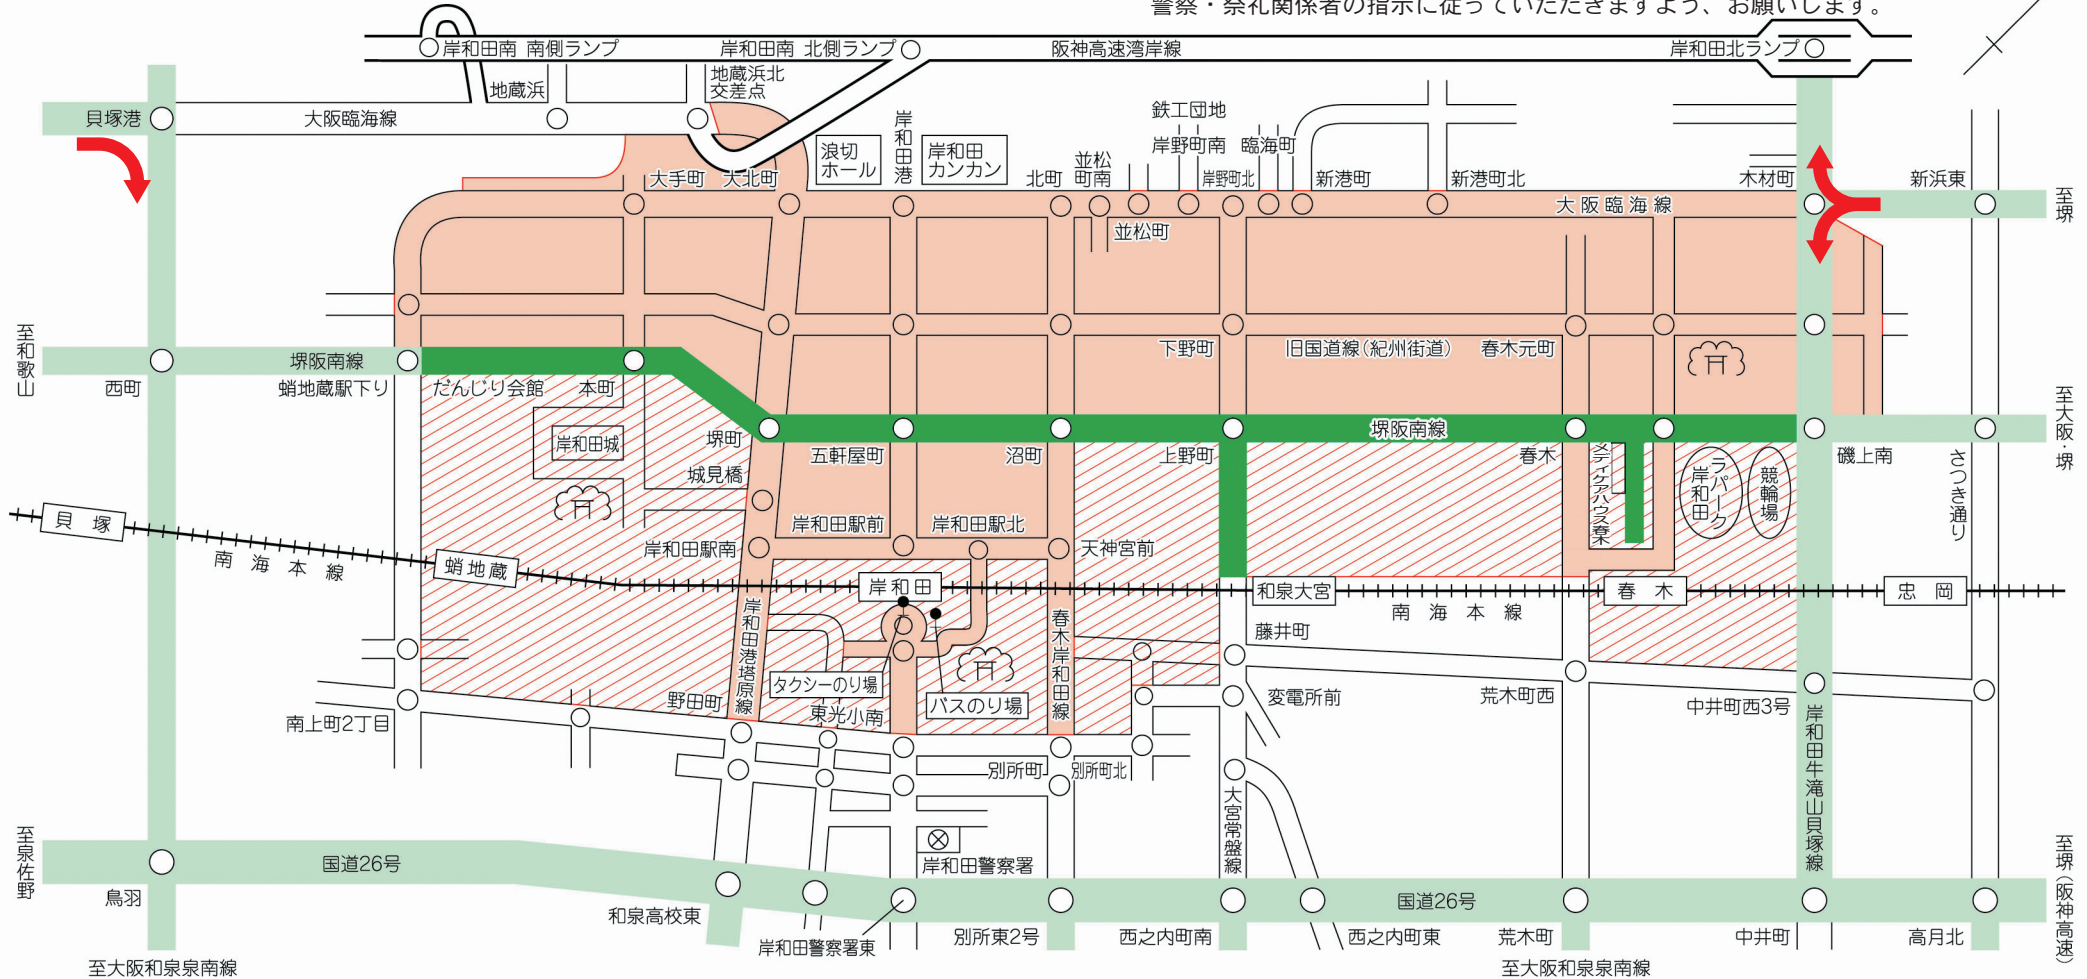 警察・祭礼関係者の指示に従っていただきますよう、お願いします。
岸和田南 南側ランプ
岸和田南 北側ランプ
阪神高速湾岸線
岸和田北ランプ
地蔵浜
地蔵浜北
交差点
貝塚港
大阪臨海線
浪切
ホール
岸和田港
岸和田
カンカン
鉄工団地
岸野町南
臨海町
並松
町南
北町
岸野町北
新港町
新港町北
木材町
新浜東
至堺
大手町
大北町
大阪臨海線
並松町
至和歌山
西町
堺阪南線
蛸地蔵駅下り
だんじり会館
本町
下野町
旧国道線(紀州街道)
春木元町
至大阪・堺
岸和田城
堺町
城見橋
五軒屋町
沼町
上野町
堺阪南線
春木
メディケアハウス春木
ラパーク
岸和田
競輪場
磯上南
さつき通り
貝塚
南海本線
蛸地蔵
岸和田駅南
岸和田駅前
岸和田駅北
天神宮前
岸和田
和泉大宮
南海本線
春木
忠岡
岸和田港塔原線
春木岸和田線
藤井町
タクシーのり場
バスのり場
野田町
東光小南
南上町2丁目
変電所前
荒木町西
中井町西3号
別所町
別所町北
大宮常盤線
岸和田牛滝山貝塚線
至泉佐野
国道26号
鳥羽
岸和田警察署
和泉高校東
岸和田警察署東
別所東2号
西之内町南
国道26号
西之内町東
荒木町
中井町
高月北
至堺(阪神高速)
至大阪和泉泉南線
至大阪和泉泉南線